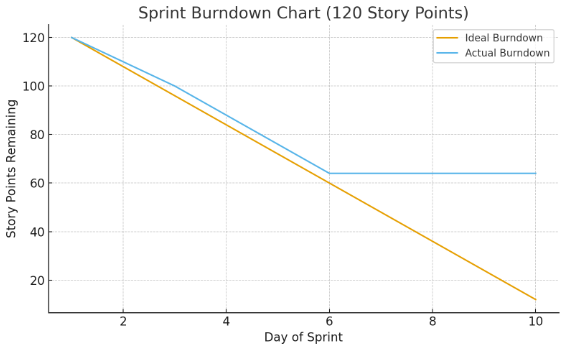 Sprint Burndown Chart (120 Story Points)
Ideal Burndown
Actual Burndown
120
100
80
60
40
20
Story Points Remaining
2
4
6
8
10
Day of Sprint